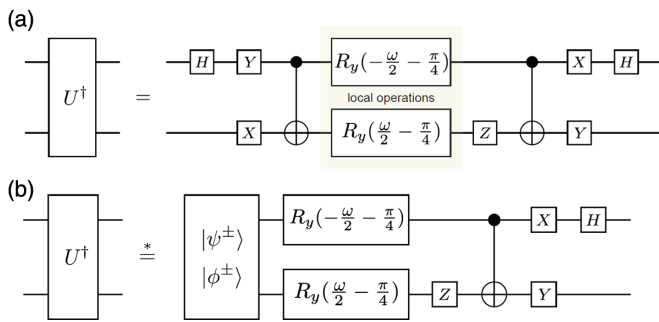 (a)
U† = H Y R_y(-ω/2 - π/4) X H
local operations
X R_y(ω/2 - π/4) Z Y
(b)
U† *= |ψ±⟩ |ϕ±⟩ R_y(-ω/2 - π/4) X H
R_y(ω/2 - π/4) Z Y